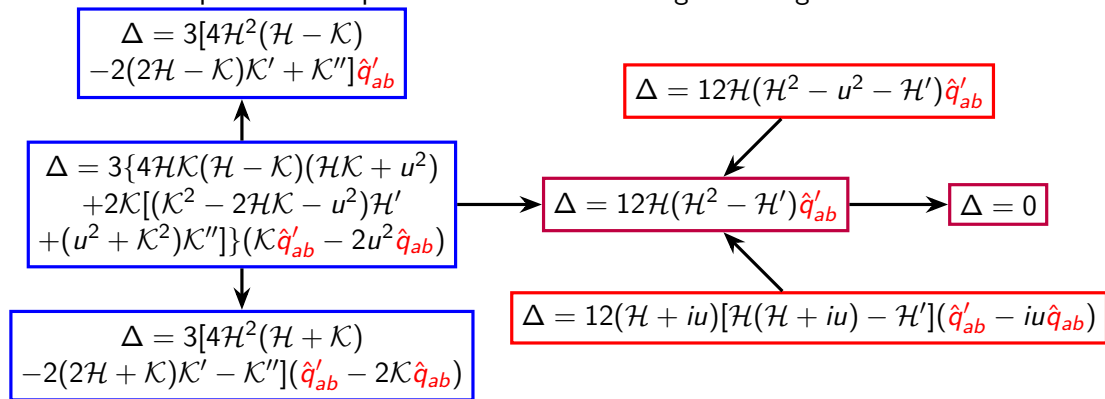 Δ = 3[4ℋ²(ℋ − 𝒦)
−2(2ℋ − 𝒦)𝒦′ + 𝒦″]q̂′_ab
Δ = 3{4ℋ𝒦(ℋ − 𝒦)(ℋ𝒦 + u²)
+2𝒦[(𝒦² − 2ℋ𝒦 − u²)ℋ′
+(u² + 𝒦²)𝒦″]}(𝒦q̂′_ab − 2u²q̂_ab)
Δ = 3[4ℋ²(ℋ + 𝒦)
−2(2ℋ + 𝒦)𝒦′ − 𝒦″](q̂′_ab − 2𝒦q̂_ab)
Δ = 12ℋ(ℋ² − u² − ℋ′)q̂′_ab
Δ = 12ℋ(ℋ² − ℋ′)q̂′_ab
Δ = 0
Δ = 12(ℋ + iu)[ℋ(ℋ + iu) − ℋ′](q̂′_ab − iuq̂_ab)